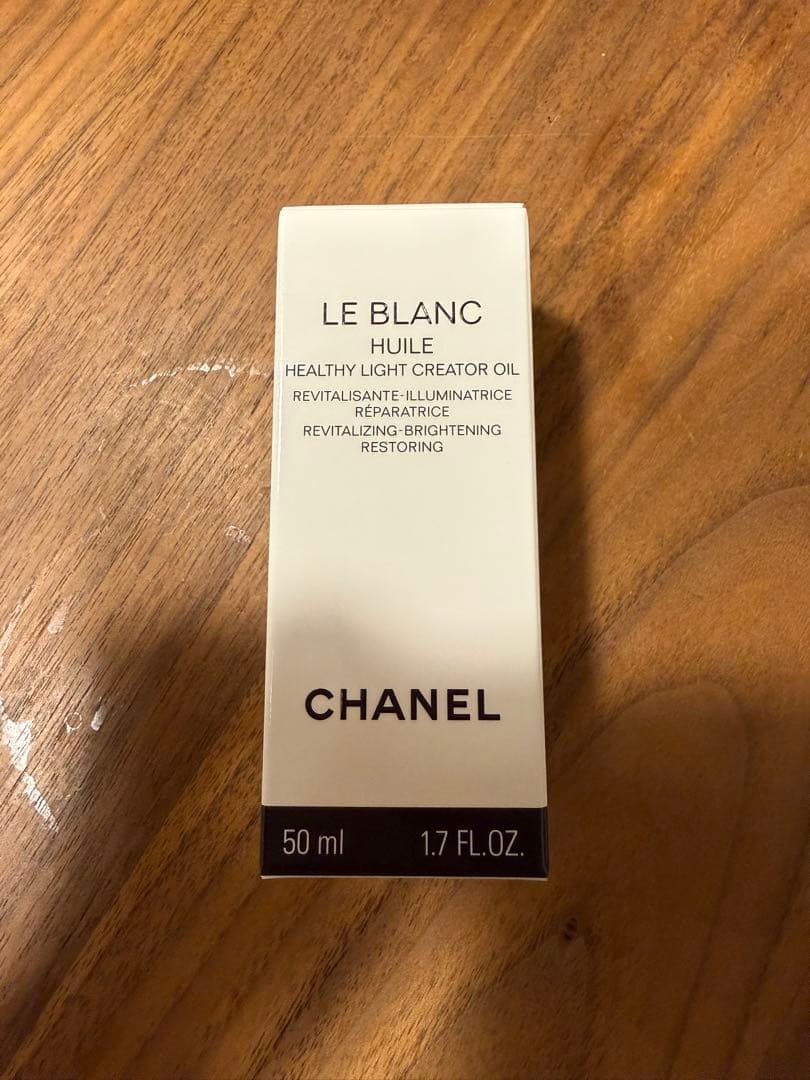 LE BLANC
HUILE
HEALTHY LIGHT CREATOR OIL
REVITALISANTE-ILLUMINATRICE
RÉPARATRICE
REVITALIZING-BRIGHTENING
RESTORING
CHANEL
50 ml 1.7 FL.OZ.